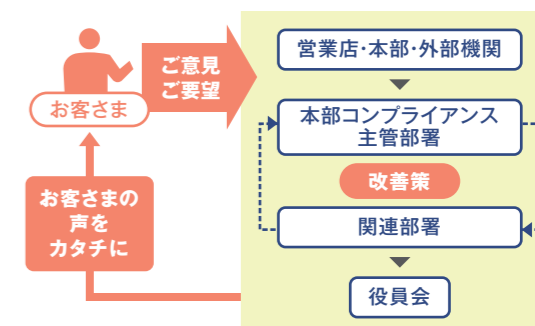 お客さま
ご意見
ご要望
営業店・本部・外部機関
本部コンプライアンス
主管部署
改善策
関連部署
役員会
お客さまの
声を
カタチに